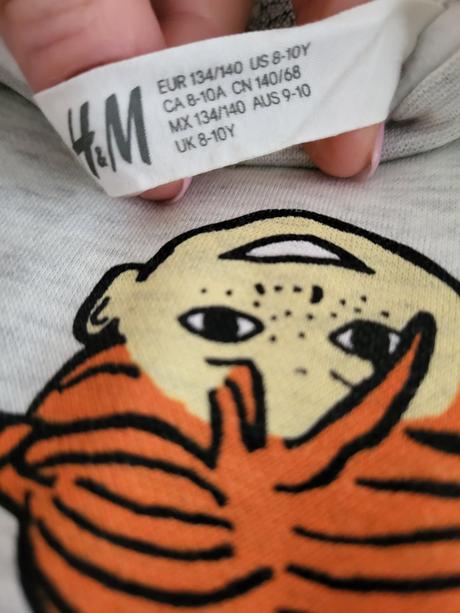 H&M
EUR 134/140 US 8-10Y
CA 8-10A CN 140/68
MX 134/140 AUS 9-10
UK 8-10Y